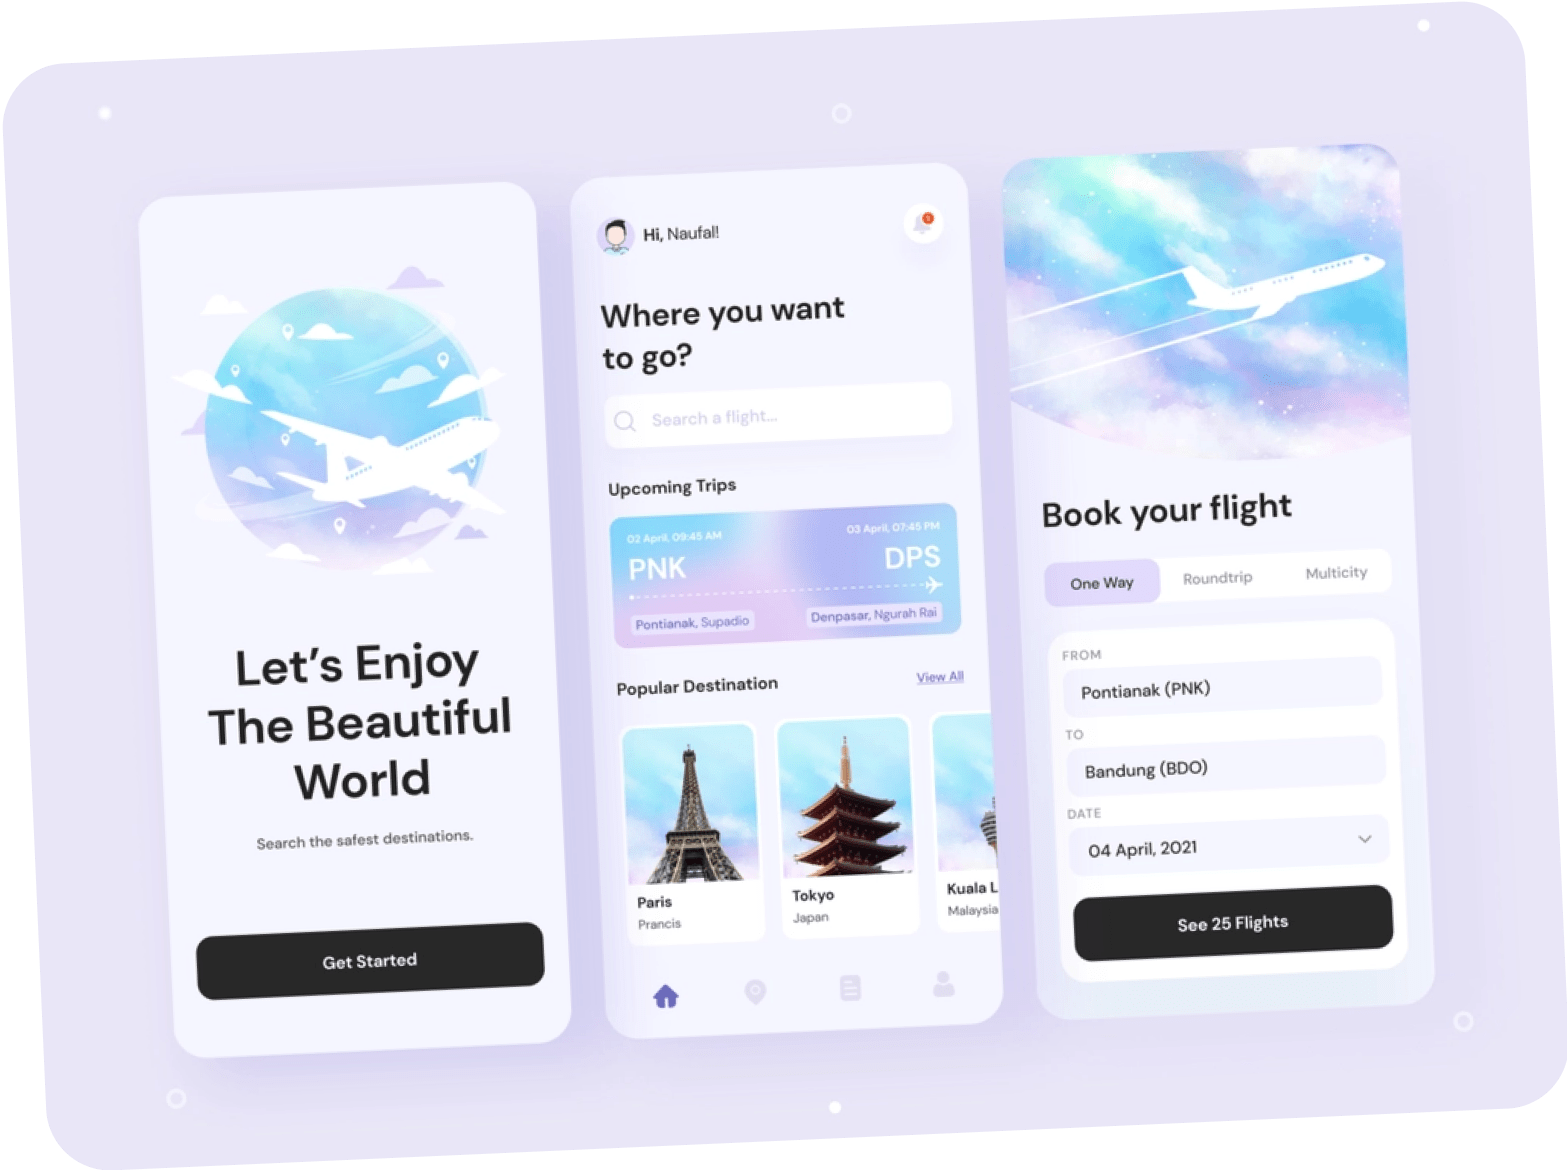 Let's Enjoy
The Beautiful
World
Search the safest destinations.
Get Started
Hi, Naufal!
Where you want
to go?
Search a flight...
Upcoming Trips
02 April, 09:45 AM
03 April, 07:45 PM
PNK
DPS
Pontianak, Supadio
Denpasar, Ngurah Rai
Popular Destination
View All
Paris
Prancis
Tokyo
Japan
Kuala L
Malaysia
Book your flight
One Way
Roundtrip
Multicity
FROM
Pontianak (PNK)
TO
Bandung (BDO)
DATE
04 April, 2021
See 25 Flights